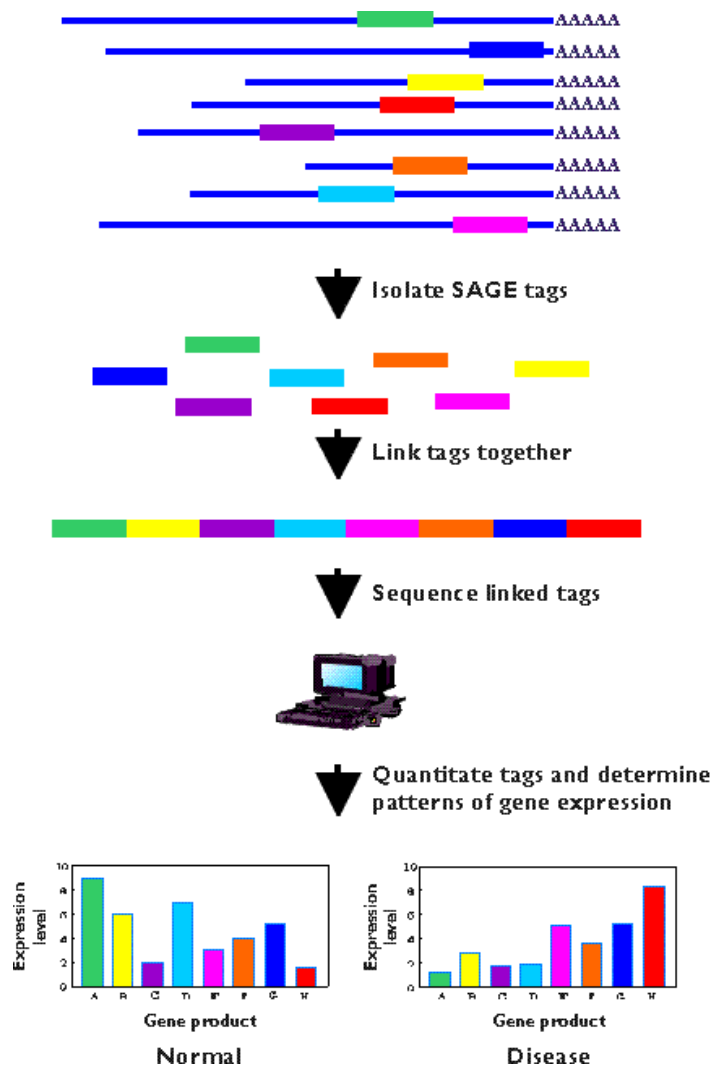 AAAAA
AAAAA
AAAAA
AAAAA
AAAAA
AAAAA
AAAAA
AAAAA
Isolate SAGE tags
Link tags together
Sequence linked tags
Quantitate tags and determine
patterns of gene expression
10
8
6
4
2
0
Expression
level
A B C D E F G H
Gene product
Normal
10
8
6
4
2
0
Expression
level
A B C D E F G H
Gene product
Disease